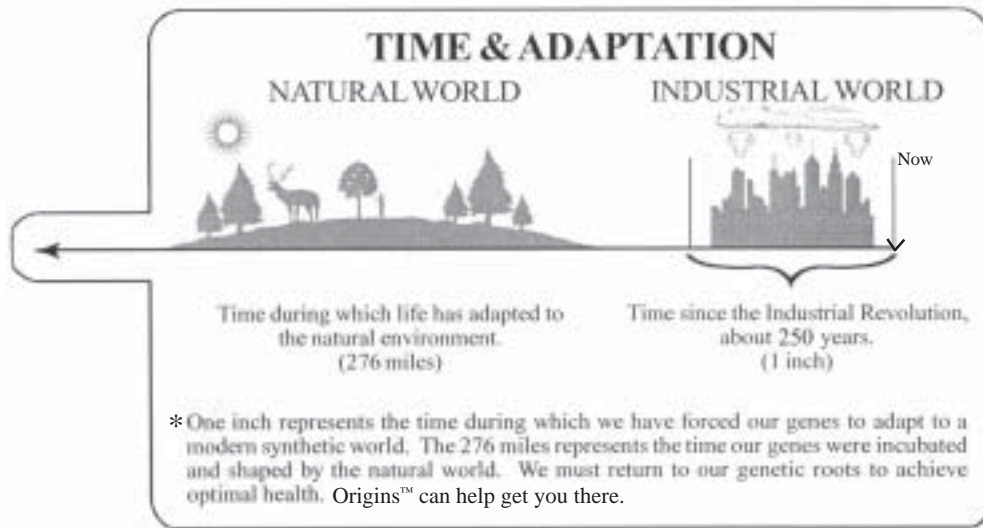 TIME & ADAPTATION
NATURAL WORLD
INDUSTRIAL WORLD
Now
Time during which life has adapted to
the natural environment.
(276 miles)
Time since the Industrial Revolution,
about 250 years.
(1 inch)
* One inch represents the time during which we have forced our genes to adapt to a
modern synthetic world. The 276 miles represents the time our genes were incubated
and shaped by the natural world. We must return to our genetic roots to achieve
optimal health. Origins™ can help get you there.